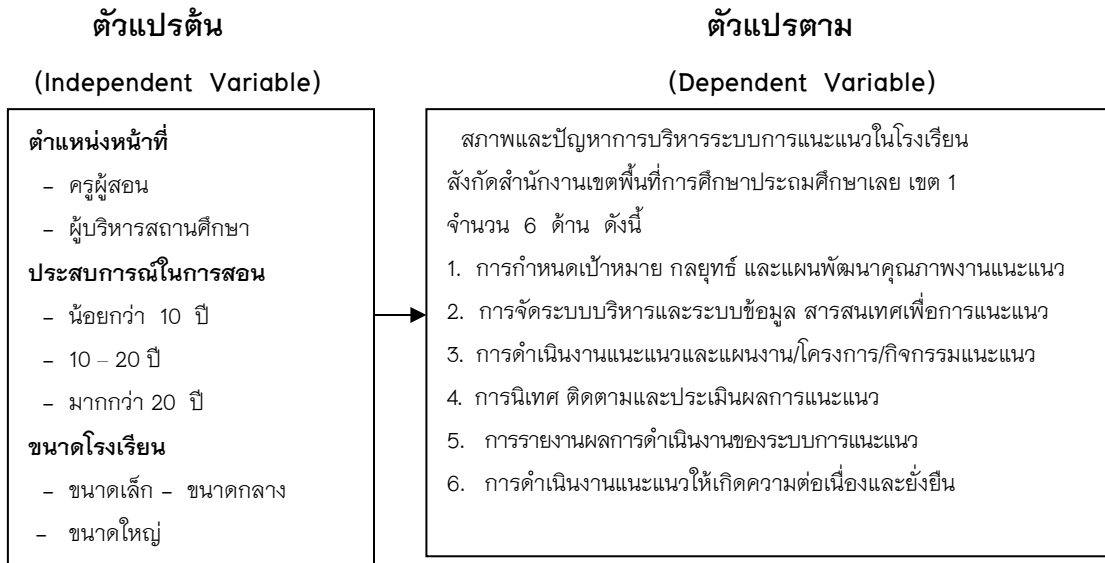 ตัวแปรต้น
(Independent Variable)
ตำแหน่งหน้าที่
- ครูผู้สอน
- ผู้บริหารสถานศึกษา
ประสบการณ์ในการสอน
- น้อยกว่า 10 ปี
- 10 – 20 ปี
- มากกว่า 20 ปี
ขนาดโรงเรียน
- ขนาดเล็ก - ขนาดกลาง
- ขนาดใหญ่
ตัวแปรตาม
(Dependent Variable)
สภาพและปัญหาการบริหารระบบการแนะแนวในโรงเรียน
สังกัดสำนักงานเขตพื้นที่การศึกษาประถมศึกษาเลย เขต 1
จำนวน 6 ด้าน ดังนี้
1. การกำหนดเป้าหมาย กลยุทธ์ และแผนพัฒนาคุณภาพงานแนะแนว
2. การจัดระบบบริหารและระบบข้อมูล สารสนเทศเพื่อการแนะแนว
3. การดำเนินงานแนะแนวและแผนงาน/โครงการ/กิจกรรมแนะแนว
4. การนิเทศ ติดตามและประเมินผลการแนะแนว
5. การรายงานผลการดำเนินงานของระบบการแนะแนว
6. การดำเนินงานแนะแนวให้เกิดความต่อเนื่องและยั่งยืน